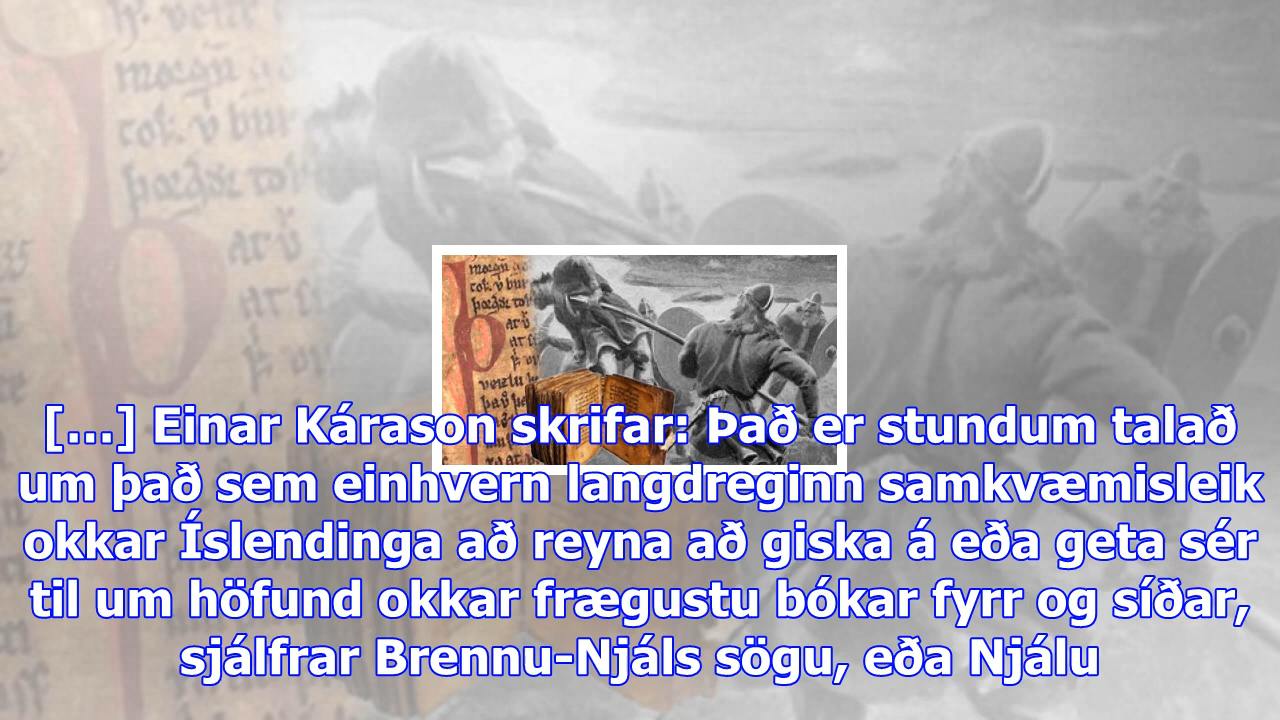 [...] Einar Kárason skrifar: Það er stundum talað
um það sem einhvern langdreginn samkvæmisleik
okkar Íslendinga að reyna að giska á eða geta sér
til um höfund okkar frægustu bókar fyrr og síðar,
sjálfrar Brennu-Njáls sögu, eða Njálu